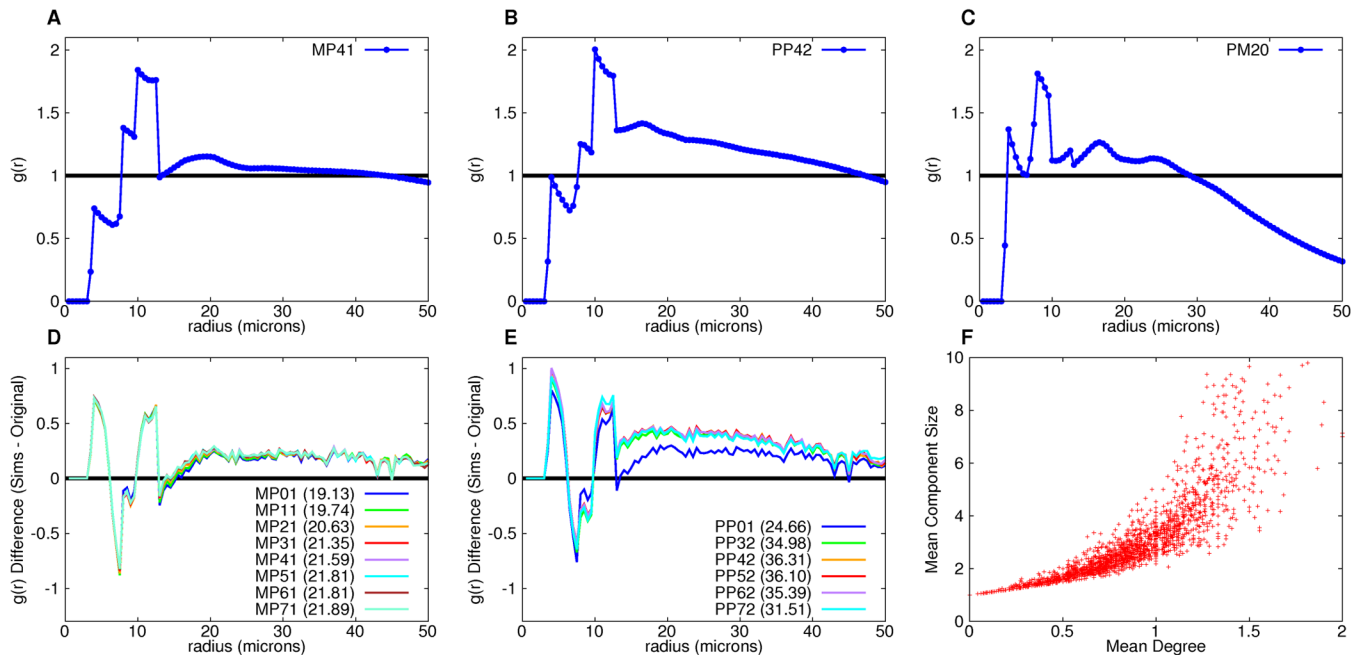 A
MP41
2
1.5
1
0.5
0
g(r)
0 10 20 30 40 50
radius (microns)
B
PP42
2
1.5
1
0.5
0
g(r)
0 10 20 30 40 50
radius (microns)
C
PM20
2
1.5
1
0.5
0
g(r)
0 10 20 30 40 50
radius (microns)
D
1
0.5
0
-0.5
-1
g(r) Difference (Sims - Original)
MP01 (19.13)
MP11 (19.74)
MP21 (20.63)
MP31 (21.35)
MP41 (21.59)
MP51 (21.81)
MP61 (21.81)
MP71 (21.89)
0 10 20 30 40 50
radius (microns)
E
1
0.5
0
-0.5
-1
g(r) Difference (Sims - Original)
PP01 (24.66)
PP32 (34.98)
PP42 (36.31)
PP52 (36.10)
PP62 (35.39)
PP72 (31.51)
0 10 20 30 40 50
radius (microns)
F
10
8
6
4
2
0
Mean Component Size
0.5 1 1.5 2
Mean Degree